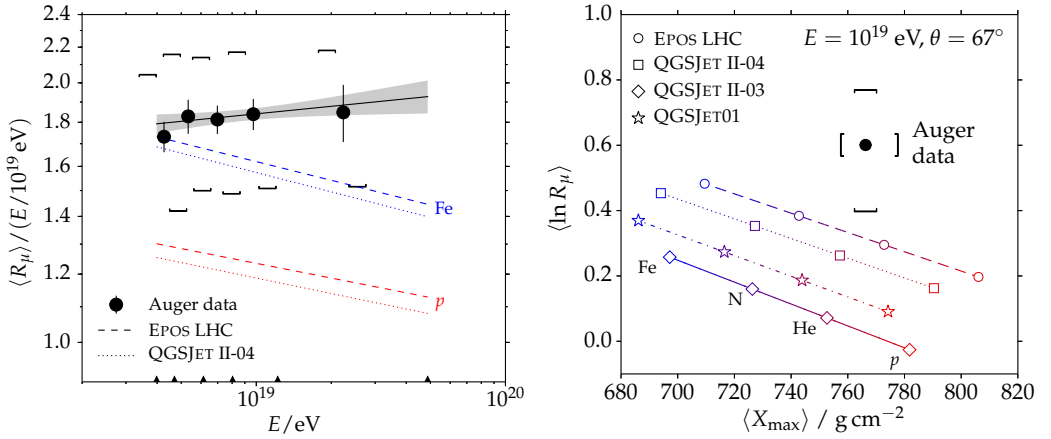 2.4
2.2
2.0
1.8
1.6
1.4
1.2
1.0
⟨R_μ⟩/(E/10^19 eV)
Fe
p
Auger data
EPOS LHC
QGSJET II-04
10^19
10^20
E/eV
1.0
0.8
0.6
0.4
0.2
0.0
⟨ln R_μ⟩
EPOS LHC
QGSJET II-04
QGSJET II-03
QGSJET01
E = 10^19 eV, θ = 67°
Auger
data
Fe
N
He
p
680 700 720 740 760 780 800 820
⟨X_max⟩ / g cm^−2